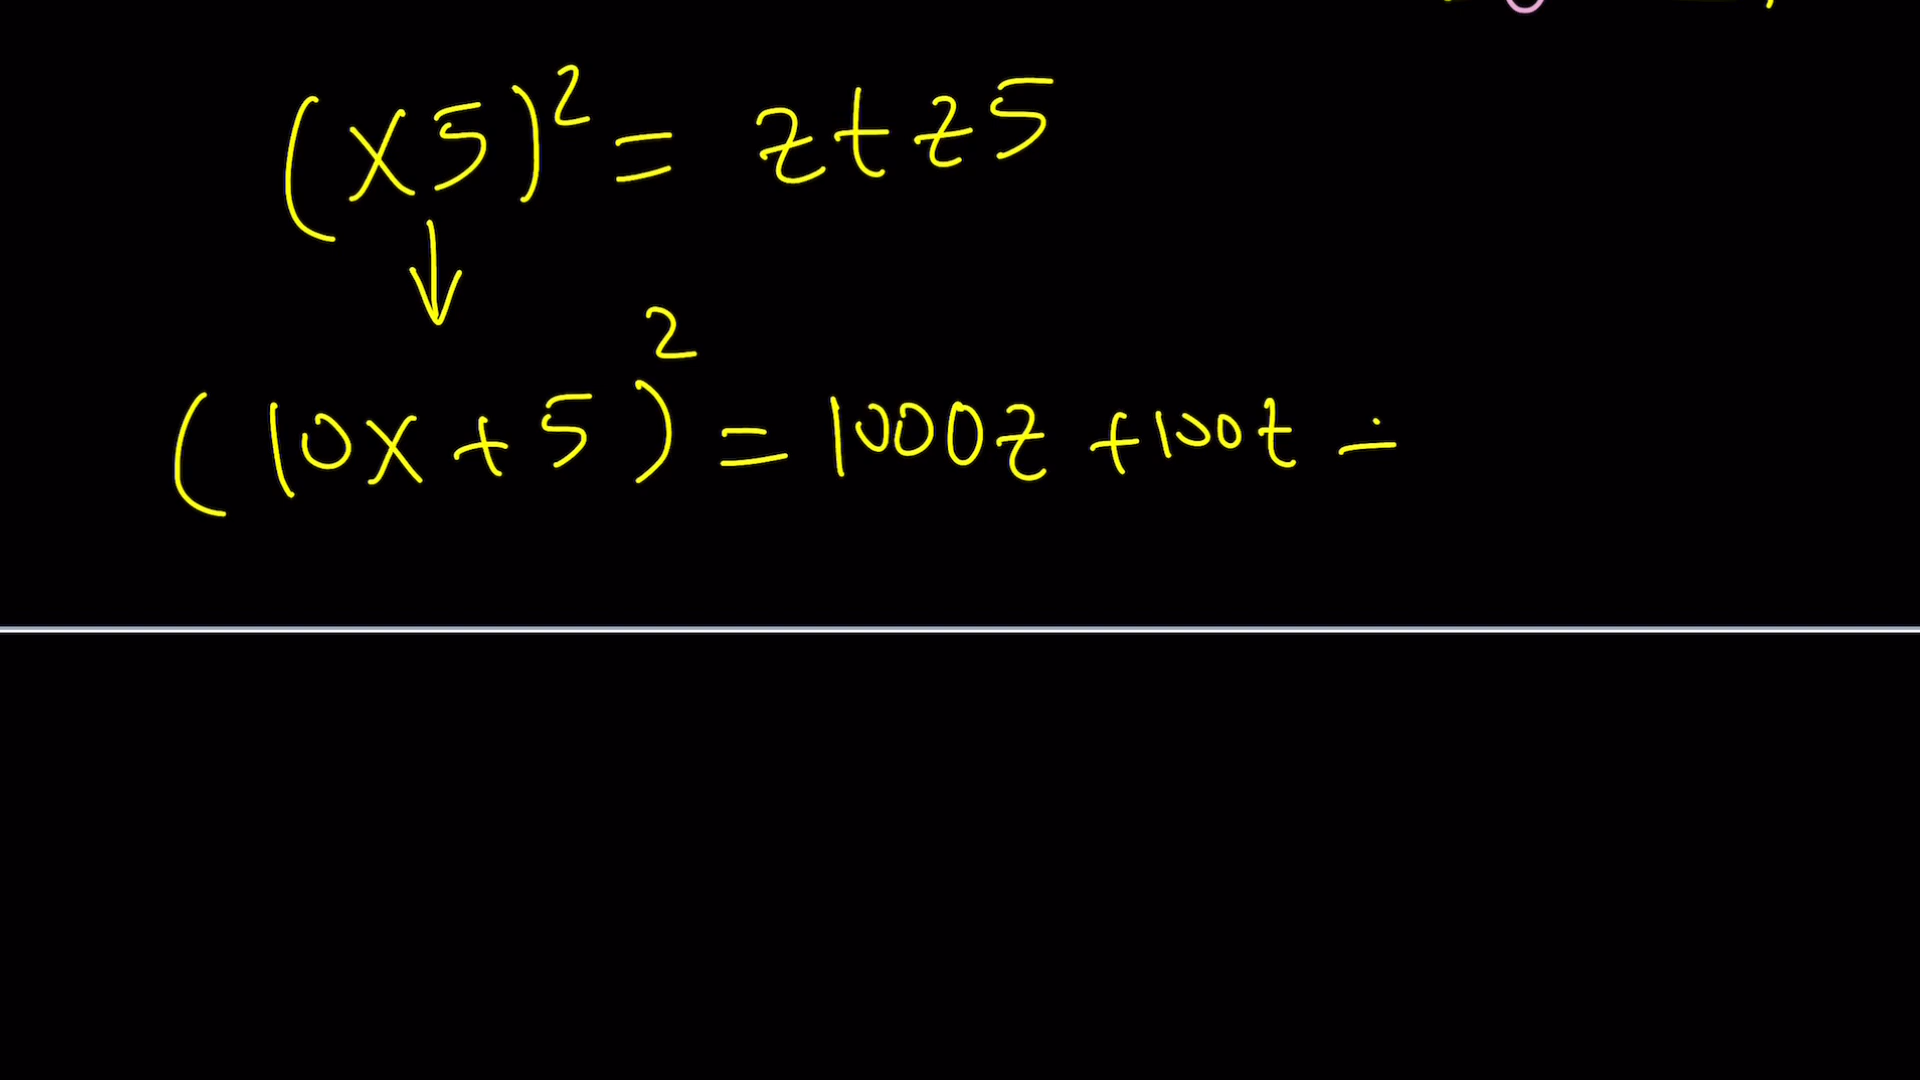 (x5)² = ztz5
(10x + 5)² = 1000z + 100t